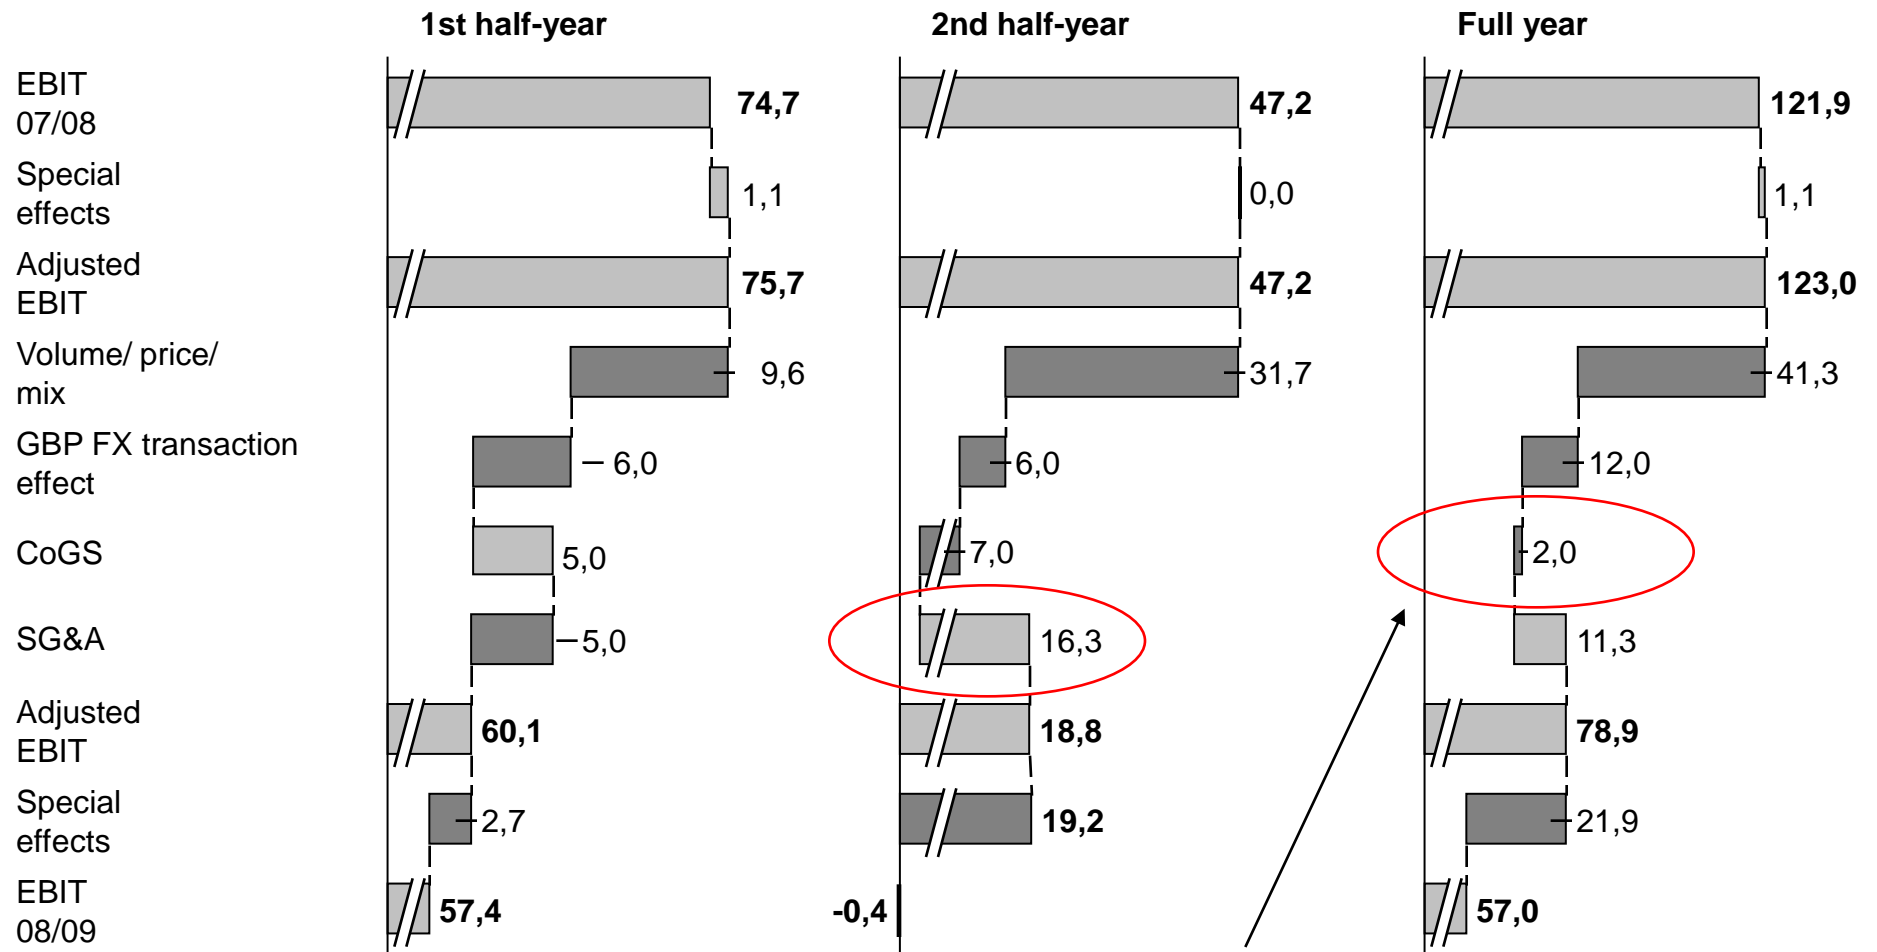 1st half-year 2nd half-year Full year
EBIT
07/08
74,7 47,2 121,9
Special
effects
1,1 0,0 1,1
Adjusted
EBIT
75,7 47,2 123,0
Volume/ price/
mix
– 9,6 –31,7 –41,3
GBP FX transaction
effect
– 6,0 –6,0 –12,0
CoGS
5,0 –7,0 -2,0
SG&A
–5,0 16,3 11,3
Adjusted
EBIT
60,1 18,8 78,9
Special
effects
–2,7 19,2 –21,9
EBIT
08/09
57,4 -0,4 57,0